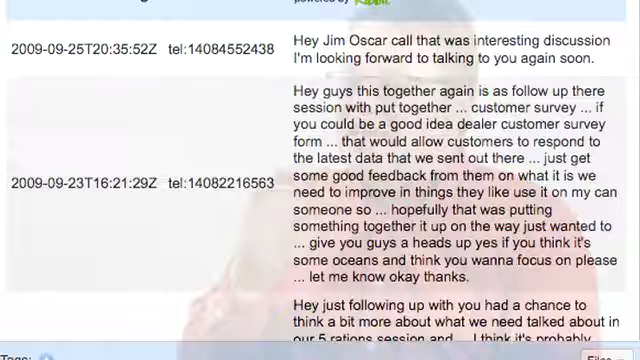 powered by Ribbit
2009-09-25T20:35:52Z tel:14084552438 Hey Jim Oscar call that was interesting discussion
I'm looking forward to talking to you again soon.
Hey guys this together again is as follow up there
session with put together ... customer survey ... if
you could be a good idea dealer customer survey
form ... that would allow customers to respond to
the latest data that we sent out there ... just get
some good feedback from them on what it is we
2009-09-23T16:21:29Z tel:14082216563 need to improve in things they like use it on my can
someone so ... hopefully that was putting
something together it up on the way just wanted to
... give you guys a heads up yes if you think it's
some oceans and think you wanna focus on please
... let me know okay thanks.
Hey just following up with you had a chance to
think a bit more about what we need talked about in
our 5 rations session and ... I think it's probably
Tags:
Files